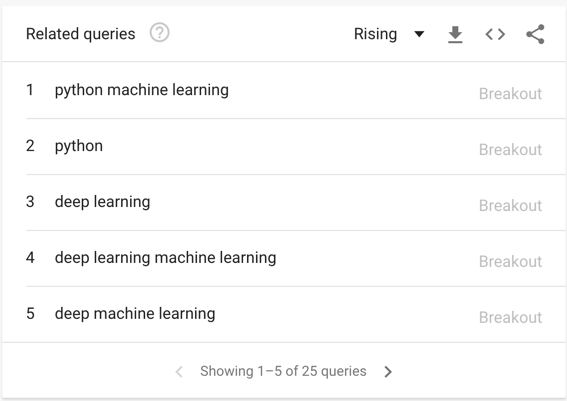 Related queries ? Rising
1 python machine learning Breakout
2 python Breakout
3 deep learning Breakout
4 deep learning machine learning Breakout
5 deep machine learning Breakout
Showing 1–5 of 25 queries